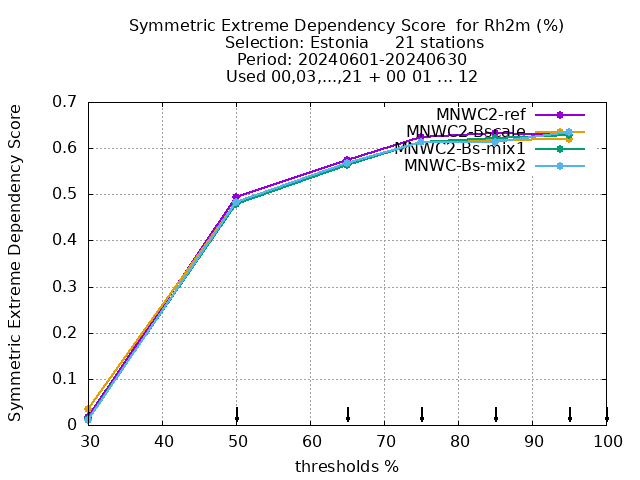 Symmetric Extreme Dependency Score for Rh2m (%)
Selection: Estonia 21 stations
Period: 20240601-20240630
Used 00,03,...,21 + 00 01 ... 12
Symmetric Extreme Dependency Score
0.7
0.6
0.5
0.4
0.3
0.2
0.1
0
MNWC2-ref
MNWC2-Bscale
MNWC2-Bs-mix1
MNWC-Bs-mix2
30 40 50 60 70 80 90 100
thresholds %